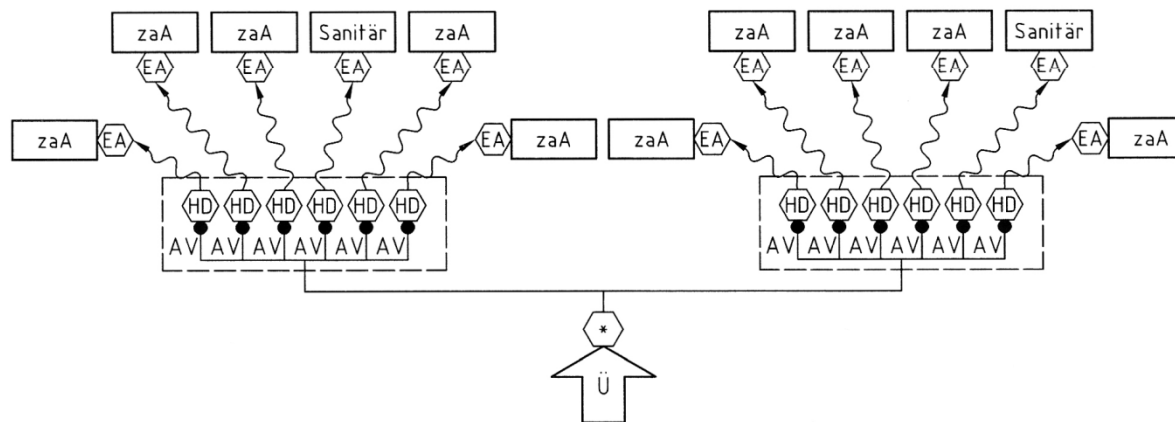 zaA zaA Sanitär zaA zaA zaA zaA Sanitär
EA EA EA EA EA EA EA EA
zaA EA EA zaA zaA EA EA zaA
HD HD HD HD HD HD HD HD HD HD HD HD
AV AV AV AV AV AV AV AV AV AV AV AV
*
Ü